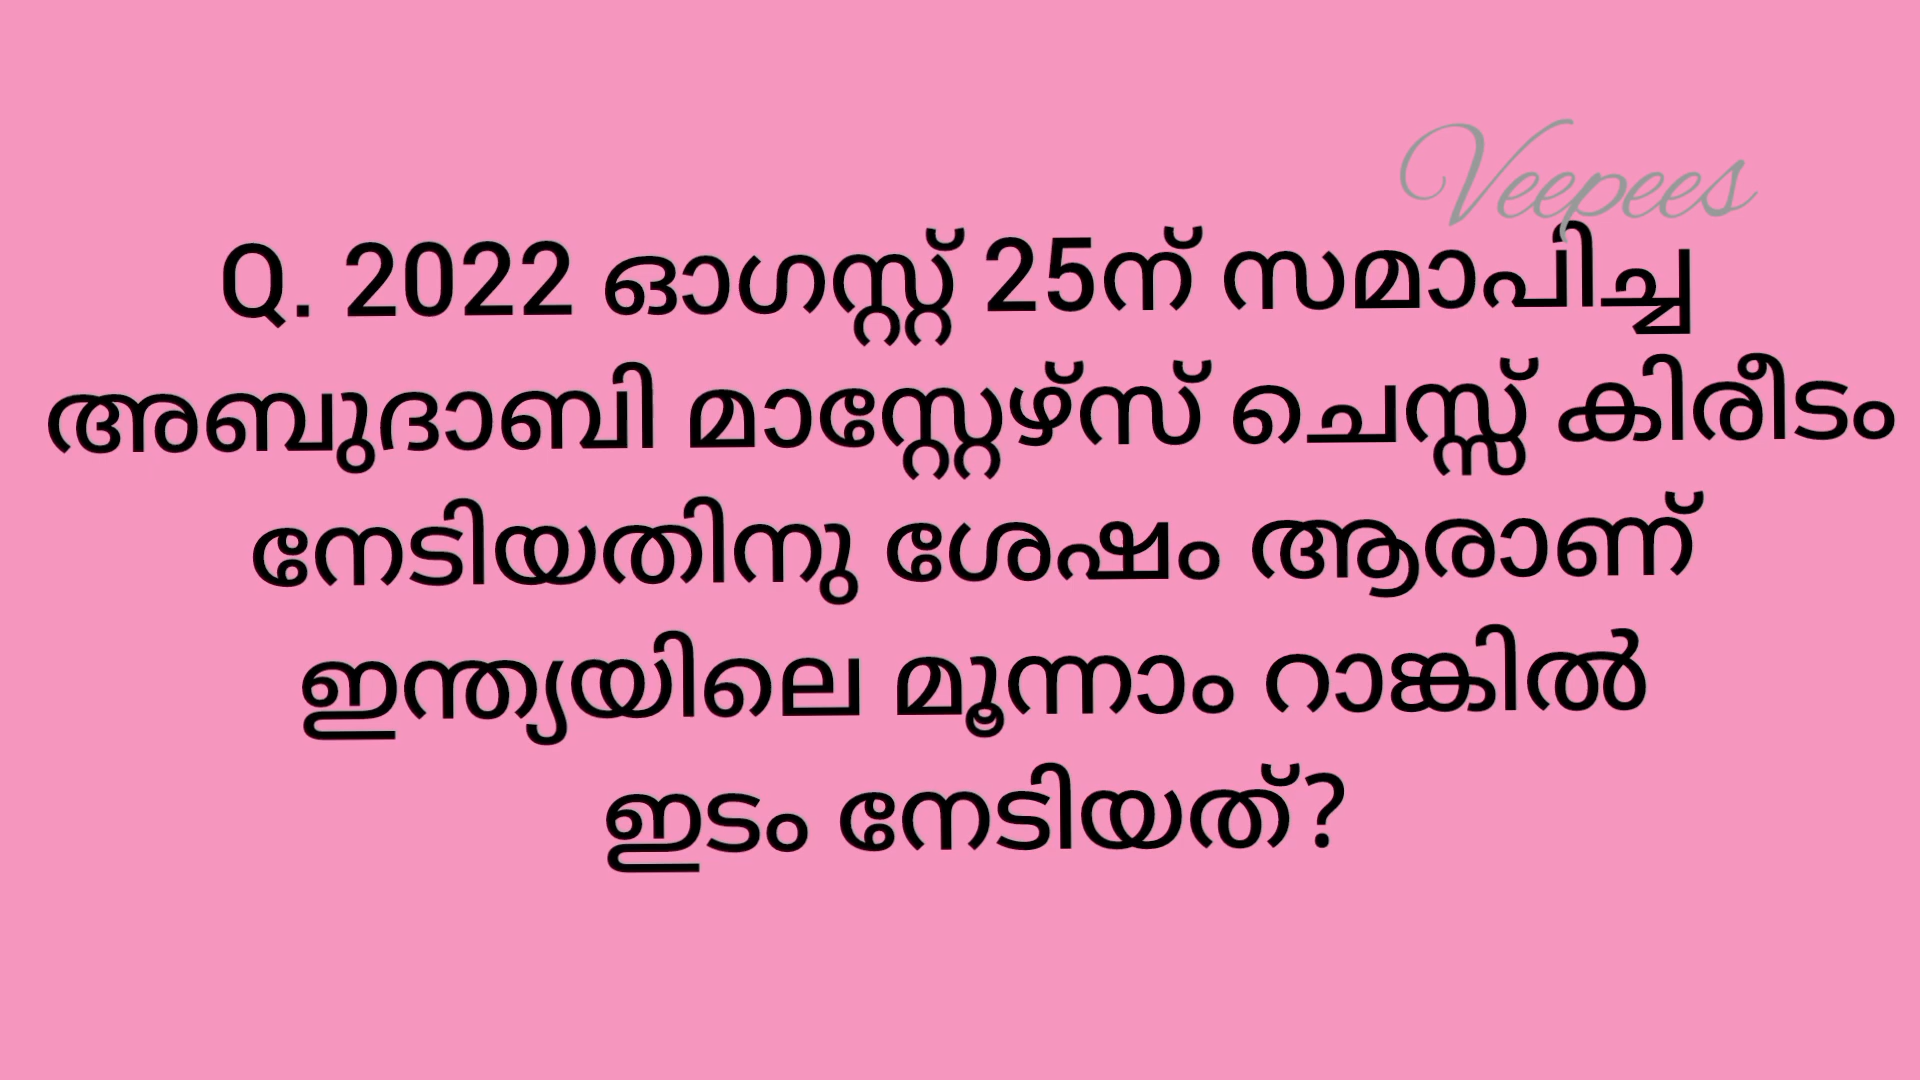 Veepees
Q. 2022 ഓഗസ്റ്റ് 25ന് സമാപിച്ച
അബുദാബി മാസ്റ്റേഴ്സ് ചെസ്സ് കിരീടം
നേടിയതിനു ശേഷം ആരാണ്
ഇന്ത്യയിലെ മൂന്നാം റാങ്കിൽ
ഇടം നേടിയത്?